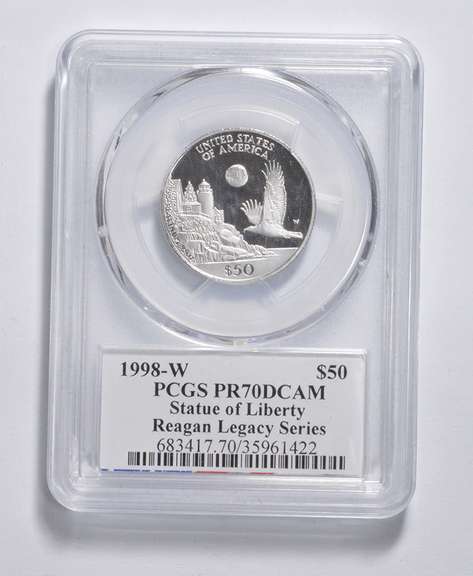 UNITED STATES
OF AMERICA
$50
1998-W $50
PCGS PR70DCAM
Statue of Liberty
Reagan Legacy Series
683417.70/35961422